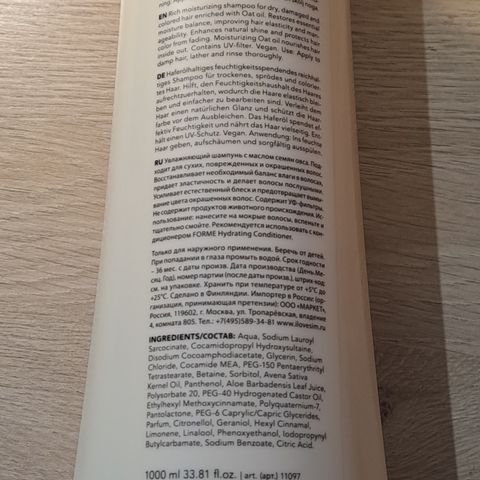 EN Rich moisturizing shampoo for dry, damaged and
colored hair enriched with Oat oil. Restores essential
moisture balance, improving hair elasticity and man-
ageability. Enhances natural shine and protects hair
color from fading. Moisturizing Oat oil nourishes hair
inside out. Contains UV-filter. Vegan. Use: Apply to
damp hair, lather and rinse thoroughly.
DE Haferölhaltiges feuchtigkeitsspendendes reichhal-
tiges Shampoo für trockenes, sprödes und colorier-
tes Haar. Hilft, den Feuchtigkeitshaushalt des Haares
aufrechtzuerhalten, wodurch die Haare elastisch blei-
ben und einfacher zu bearbeiten sind. Verleiht dem
Haar einen natürlichen Glanz und schützt die Haar-
farbe vor dem Ausbleichen. Das Haferöl spendet ef-
fektiv Feuchtigkeit und nährt das Haar vielseitig. Ent-
hält einen UV-Schutz. Vegan. Anwendung: Ins feuchte
Haar geben, aufschäumen und sorgfältig ausspülen.
RU Увлажняющий шампунь с маслом семян овса. Под-
ходит для сухих, поврежденных и окрашенных волос.
Восстанавливает необходимый баланс влаги в волосах,
придает эластичность и делает волосы послушными.
Усиливает естественный блеск и предотвращает вымы-
вание цвета окрашенных волос. Содержит УФ-фильтры.
Не содержит продуктов животного происхождения. Ис-
пользование: нанесите на мокрые волосы, вспеньте и
тщательно смойте. Рекомендуется использовать с кон-
диционером FORME Hydrating Conditioner.
Только для наружного применения. Беречь от детей.
При попадании в глаза промыть водой. Срок годности
– 36 мес. с даты произв. Дата производства (День.Ме-
сяц. Год), номер партии (после даты произв.), штрих код:
см. на упаковке. Хранить при температуре от +5°C до
+25°C. Сделано в Финляндии. Импортер в России: (ор-
ганизация, принимающая претензии): ООО «МАРКЕТ»,
Россия, 119602, г. Москва, ул. Тропарёвская, владение
4, комната 805. Тел.: +7(495)589-34-81 www.ilovesim.ru
INGREDIENTS/СОСТАВ: Aqua, Sodium Lauroyl
Sarcosinate, Cocamidopropyl Hydroxysultaine,
Disodium Cocoamphodiacetate, Glycerin, Sodium
Chloride, Cocamide MEA, PEG-150 Pentaerythrityl
Tetrastearate, Betaine, Sorbitol, Avena Sativa
Kernel Oil, Panthenol, Aloe Barbadensis Leaf Juice,
Polysorbate 20, PEG-40 Hydrogenated Castor Oil,
Ethylhexyl Methoxycinnamate, Polyquaternium-7,
Pantolactone, PEG-6 Caprylic/Capric Glycerides,
Parfum, Citronellol, Geraniol, Hexyl Cinnamal,
Limonene, Linalool, Phenoxyethanol, Iodopropynyl
Butylcarbamate, Sodium Benzoate, Citric Acid.
1000 ml 33.81 fl.oz. | art. (арт.) 11097